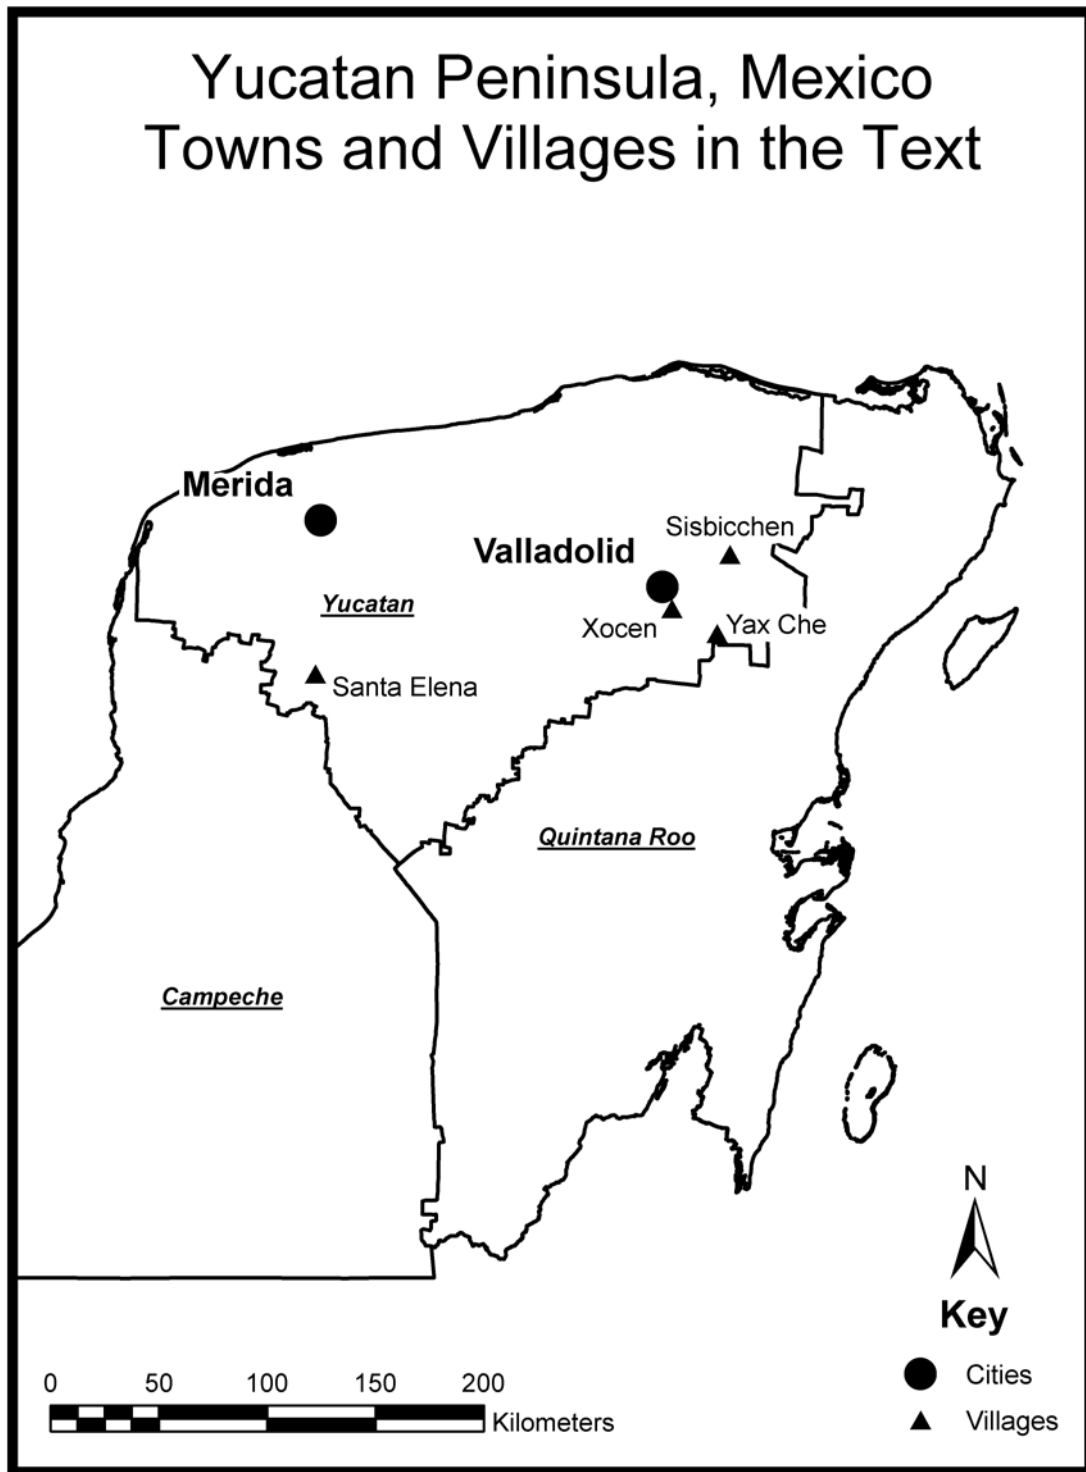 Yucatan Peninsula, Mexico
Towns and Villages in the Text
Merida
Sisbicchen
Valladolid
Yucatan
Xocen
Yax Che
Santa Elena
Quintana Roo
Campeche
N
Key
0 50 100 150 200
Kilometers
Cities
Villages